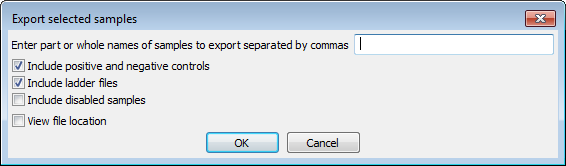 Export selected samples
Enter part or whole names of samples to export separated by commas
Include positive and negative controls
Include ladder files
Include disabled samples
View file location
OK Cancel